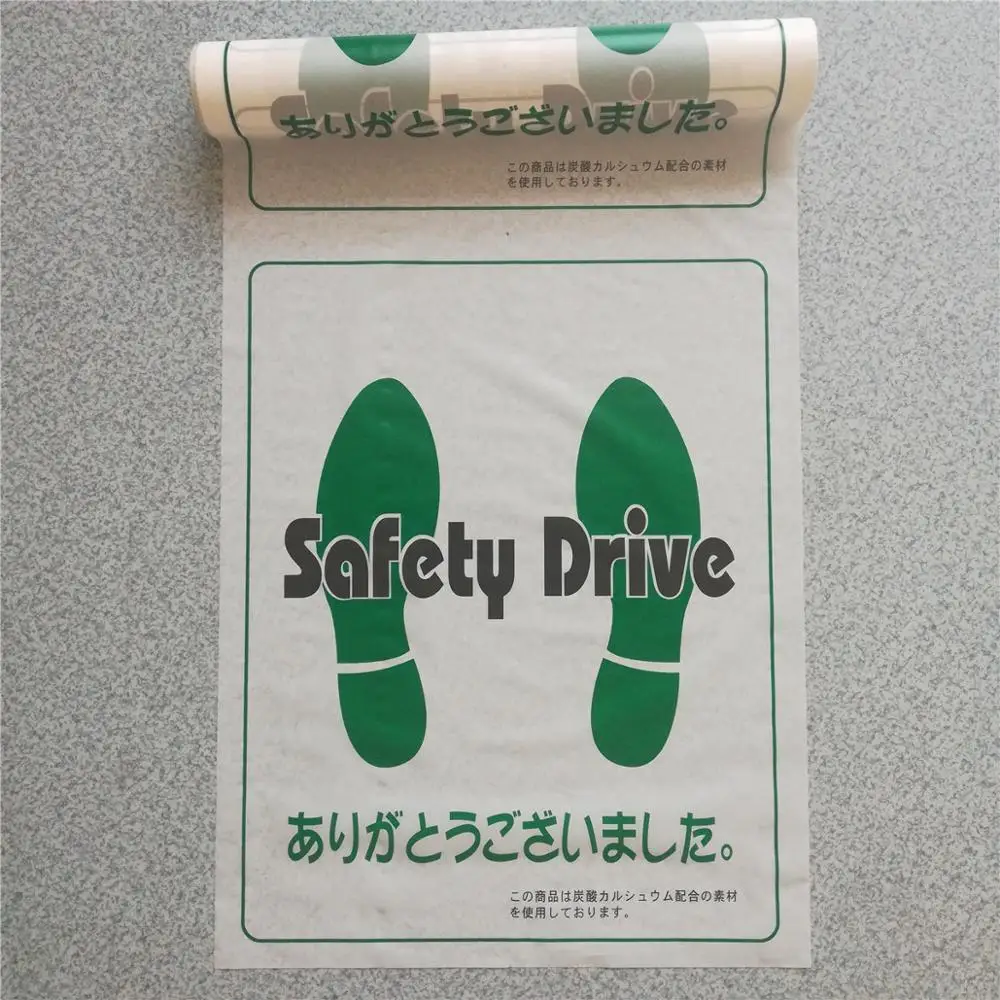 ありがとうございました。
この商品は炭酸カルシュウム配合の素材
を使用しております。
Safety Drive
ありがとうございました。
この商品は炭酸カルシュウム配合の素材
を使用しております。